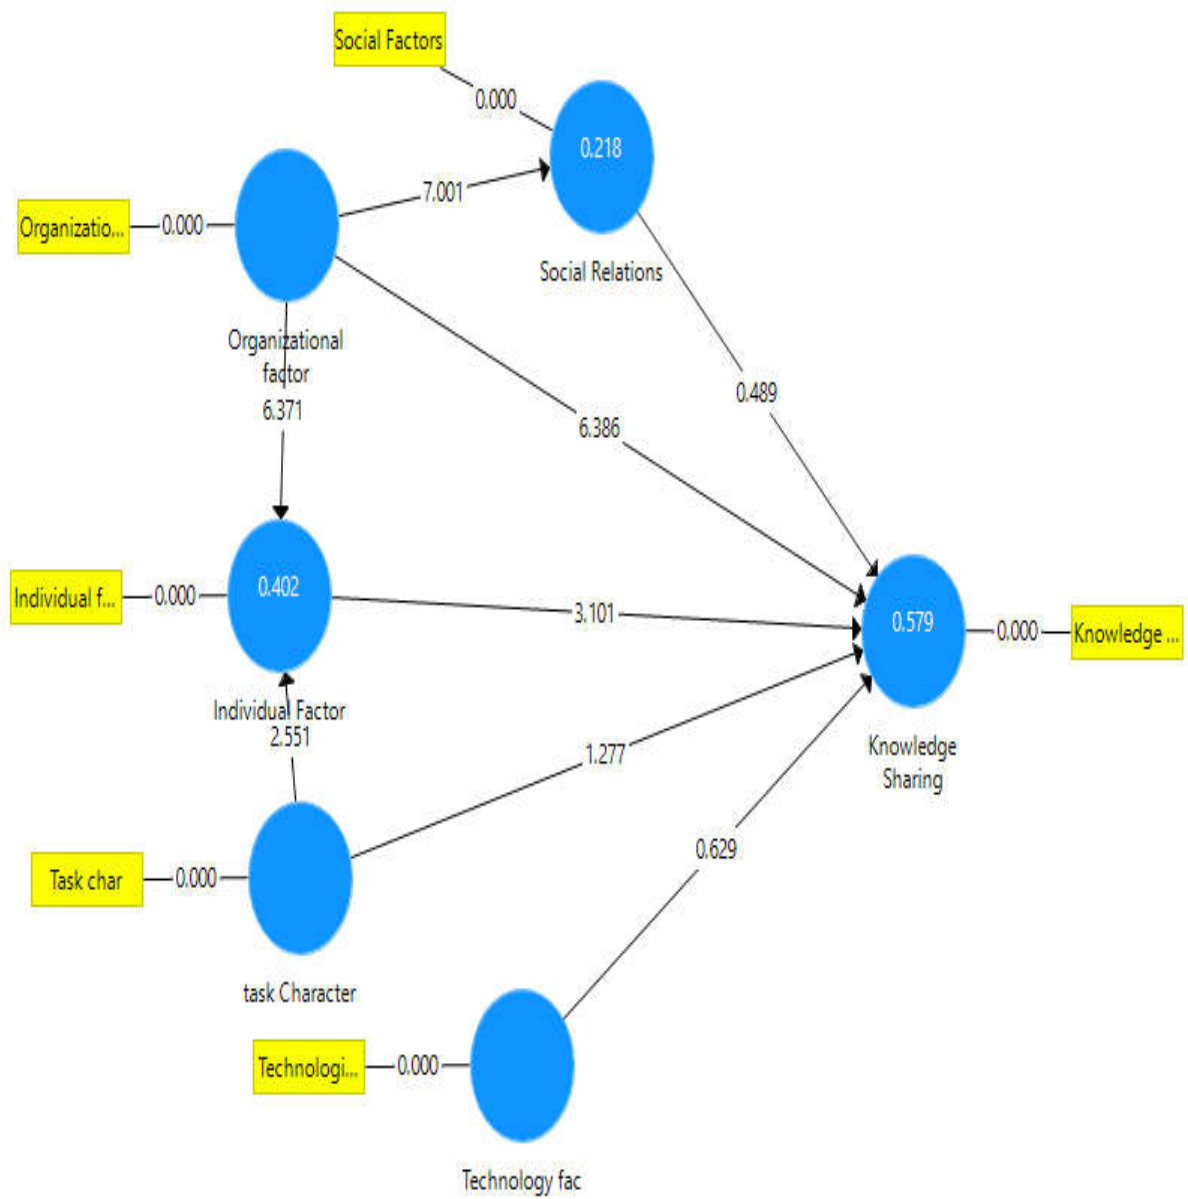 Social Factors
0.000
0.218
7.001
Organizatio...
0.000
Social Relations
Organizational
factor
6.371
0.489
6.386
0.402
Individual f...
0.000
3.101
0.579
0.000
Knowledge ...
Individual Factor
2.551
1.277
Knowledge
Sharing
0.629
Task char
0.000
task Character
Technologi...
0.000
Technology fac